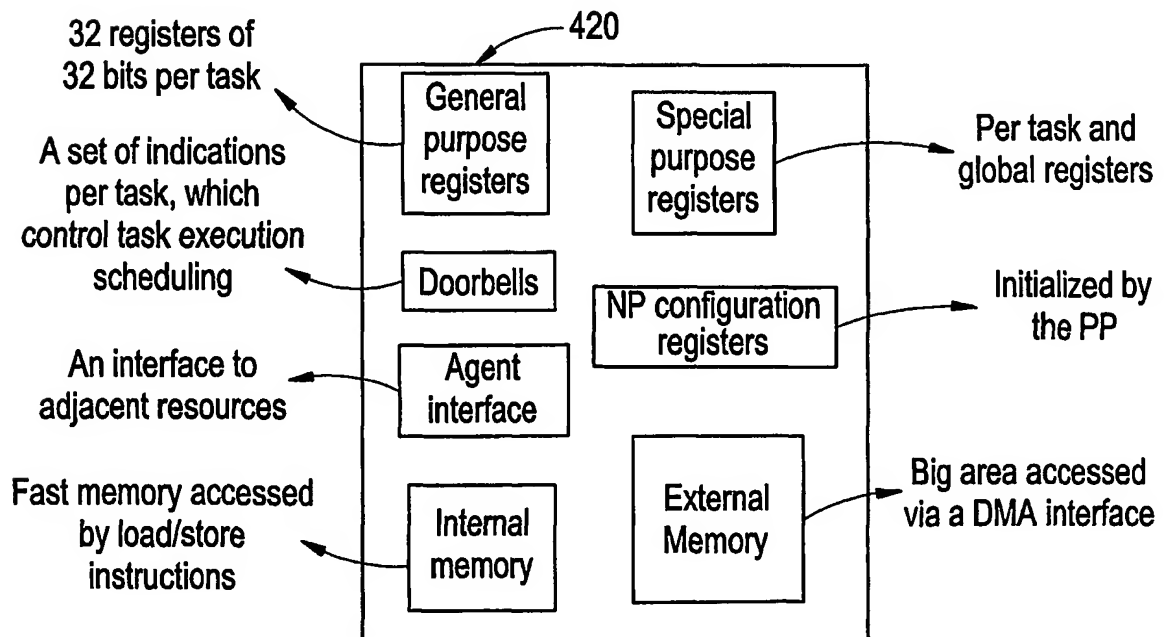 420
32 registers of
32 bits per task
General
purpose
registers
Special
purpose
registers
Per task and
global registers
A set of indications
per task, which
control task execution
scheduling
Doorbells
NP configuration
registers
Initialized by
the PP
An interface to
adjacent resources
Agent
interface
Fast memory accessed
by load/store
instructions
Internal
memory
External
Memory
Big area accessed
via a DMA interface